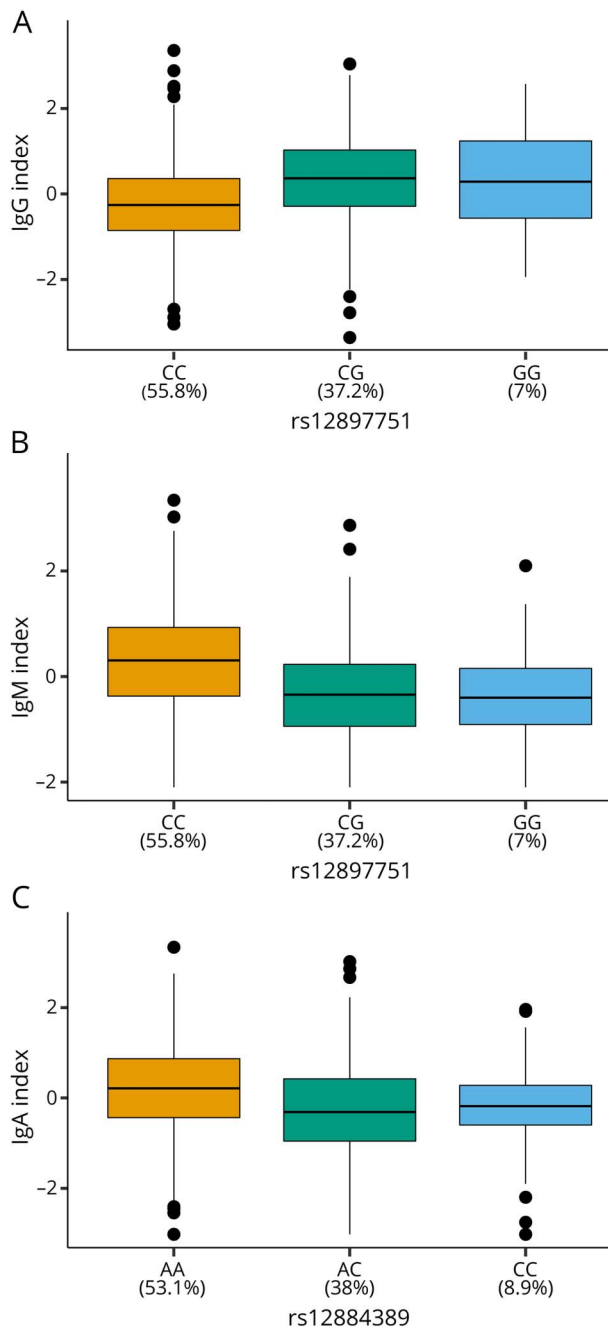 A
IgG index
2
0
−2
CC
CG
GG
(55.8%)
(37.2%)
(7%)
rs12897751
B
IgM index
2
0
−2
CC
CG
GG
(55.8%)
(37.2%)
(7%)
rs12897751
C
IgA index
2
0
−2
AA
AC
CC
(53.1%)
(38%)
(8.9%)
rs12884389